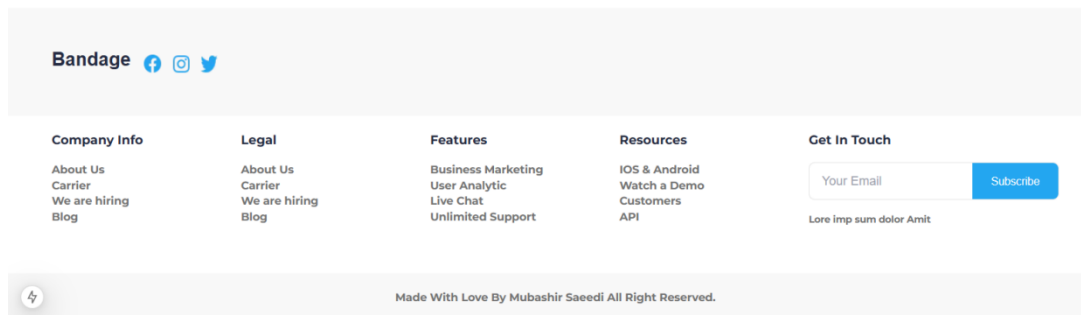 Bandage
Company Info
About Us
Carrier
We are hiring
Blog
Legal
About Us
Carrier
We are hiring
Blog
Features
Business Marketing
User Analytic
Live Chat
Unlimited Support
Resources
IOS & Android
Watch a Demo
Customers
API
Get In Touch
Your Email
Subscribe
Lore imp sum dolor Amit
Made With Love By Mubashir Saeedi All Right Reserved.